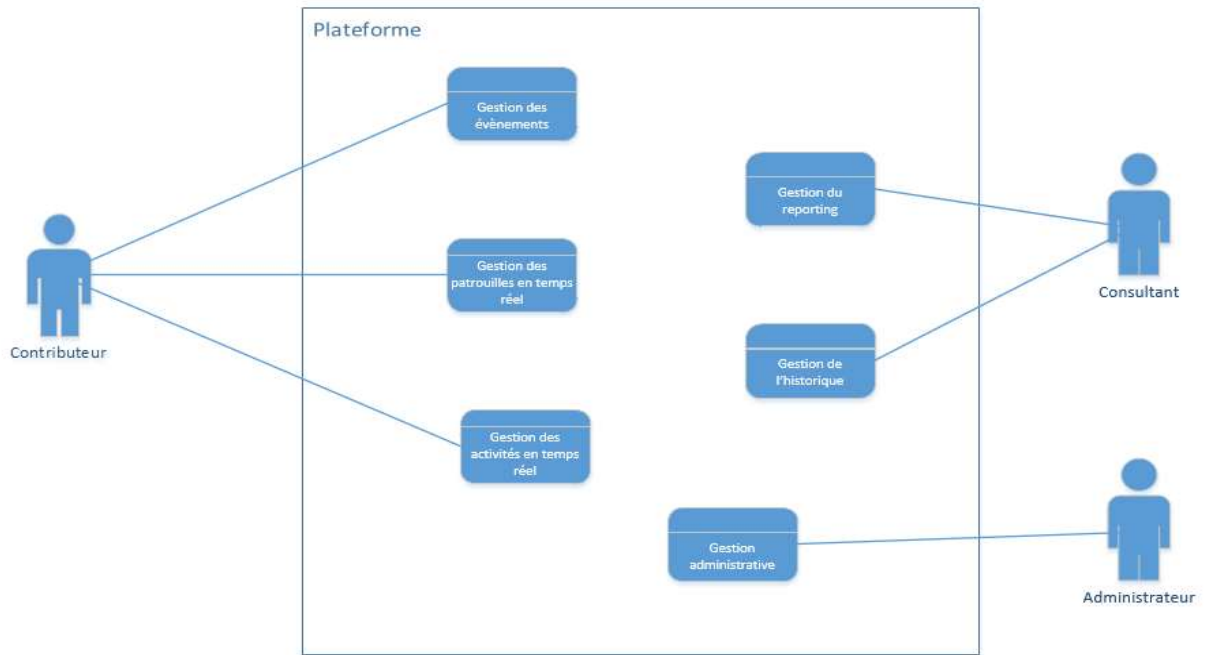 Plateforme
Gestion des
évènements
Gestion du
reporting
Gestion des
patrouilles en temps
réel
Consultant
Contributeur
Gestion de
l'historique
Gestion des
activités en temps
réel
Gestion
administrative
Administrateur